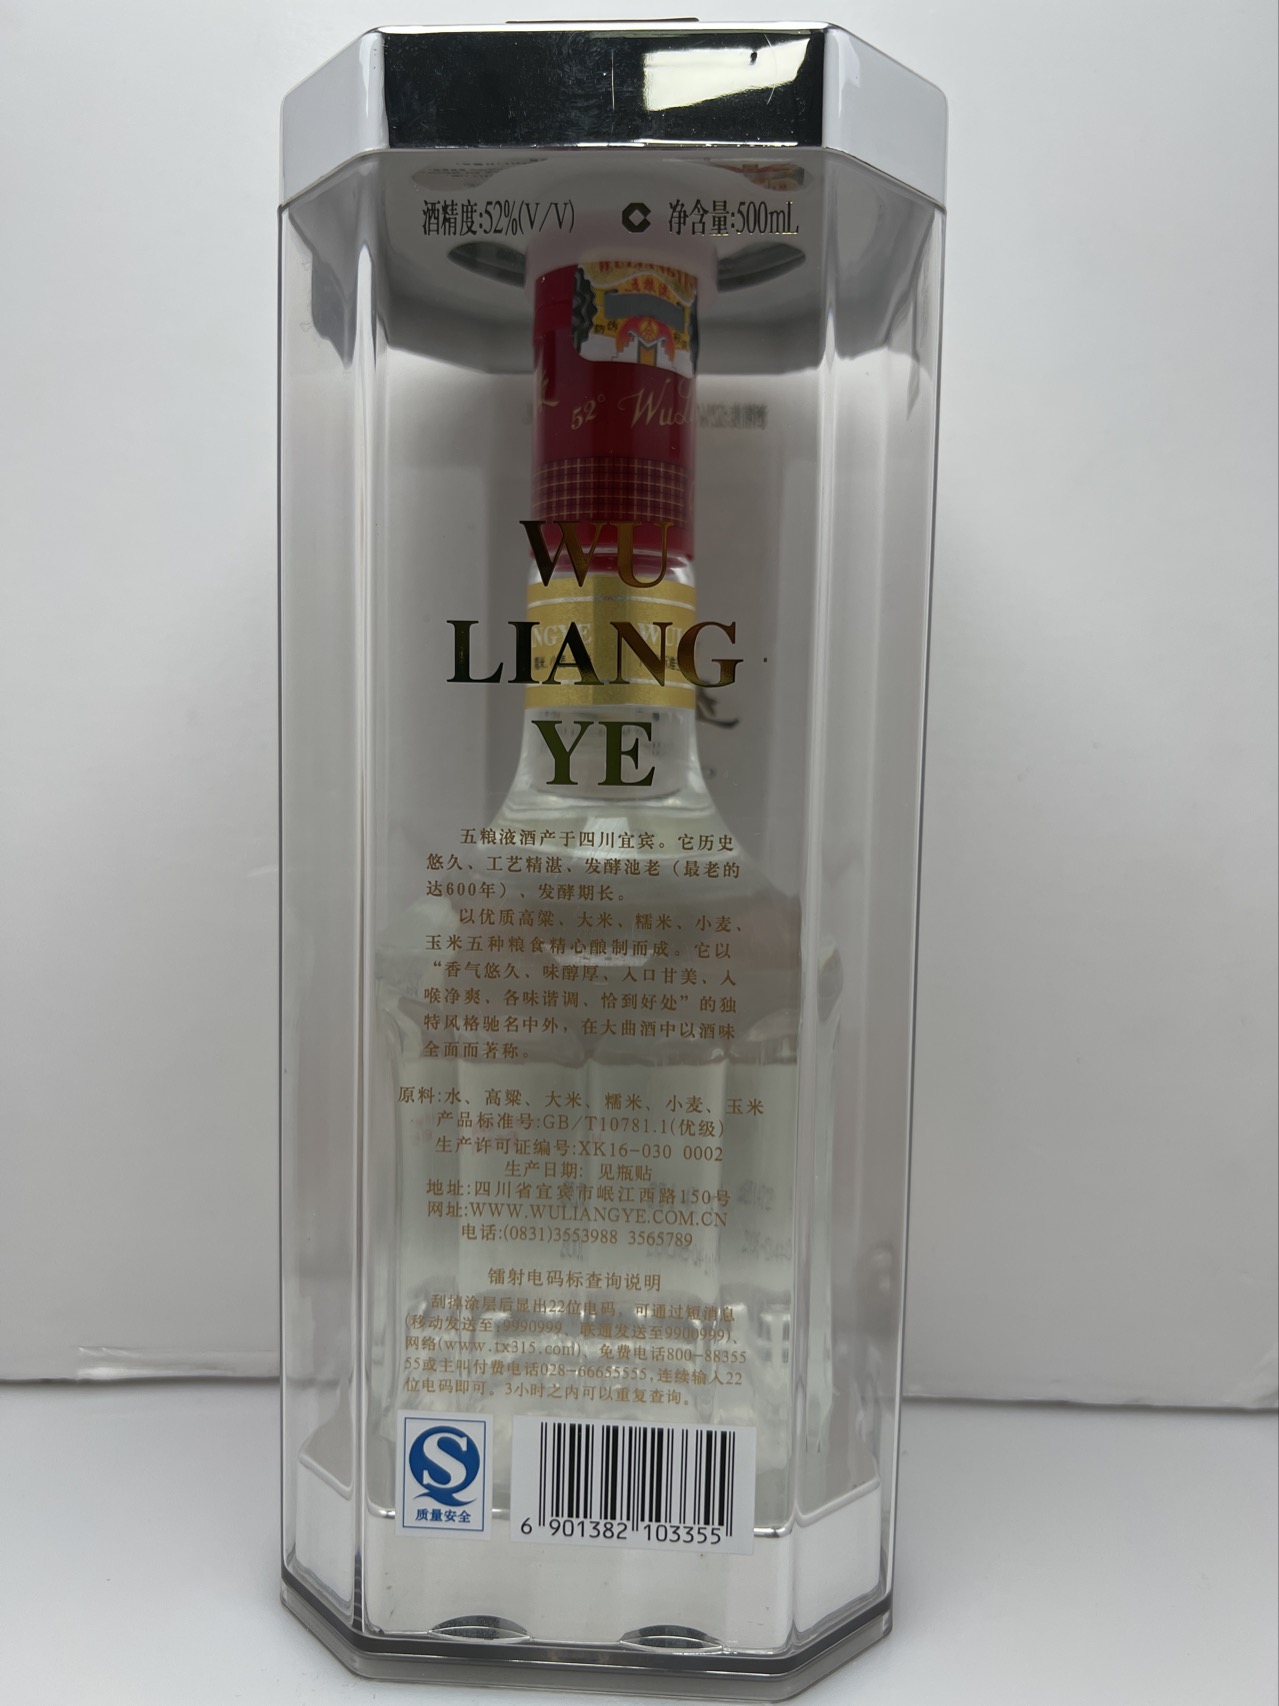 酒精度:52%(V/V) 净含量:500mL
五粮液
52° WuL
WU
LIANG
YE
五粮液酒产于四川宜宾。它历史
悠久、工艺精湛、发酵池老（最老的
达600年）、发酵期长。
以优质高粱、大米、糯米、小麦、
玉米五种粮食精心酿制而成。它以
“香气悠久、味醇厚、入口甘美、入
喉净爽、各味谐调、恰到好处”的独
特风格驰名中外，在大曲酒中以酒味
全面而著称。
原料:水、高粱、大米、糯米、小麦、玉米
产品标准号:GB/T10781.1(优级)
生产许可证编号:XK16-030 0002
生产日期: 见瓶贴
地址:四川省宜宾市岷江西路150号
网址:WWW.WULIANGYE.COM.CN
电话:(0831)3553988 3565789
镭射电码标查询说明
刮掉涂层后显出22位电码，可通过短消息
(移动发送至:9990999、联通发送至9900999)、
网络(www.tx315.com)、免费电话800-88355
55或主叫付费电话028-66655555,连续输入22
位电码即可。3小时之内可以重复查询。
质量安全
6 901382 103355